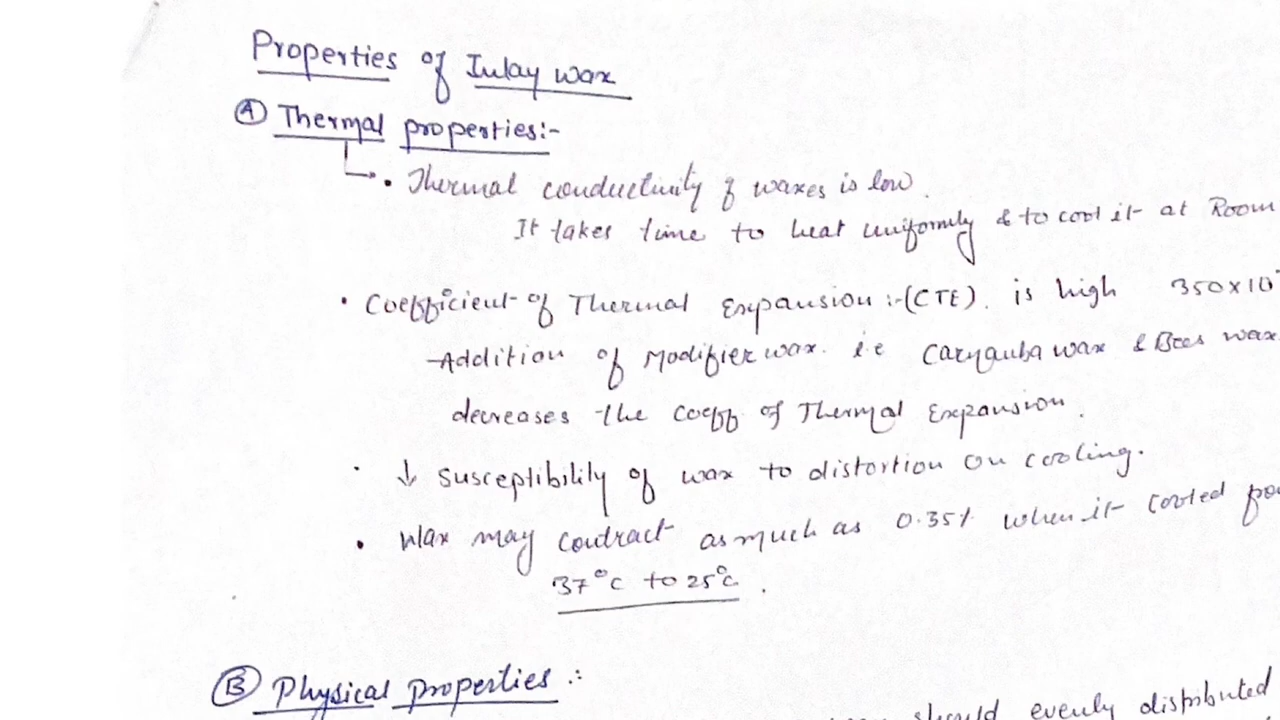 Properties of Inlay wax
Ⓐ Thermal properties:-
• Thermal conductivity of waxes is low.
It takes time to heat uniformly & to cool it at Room
• Coefficient of Thermal Expansion :-(CTE). is high 350x10
-Addition of Modifier wax. i.e Carnauba wax & Bees wax.
decreases the coeff of Thermal Expansion.
• ↓ susceptibility of wax to distortion on cooling.
• Wax may contract as much as 0.35% when it cooled
37°C to 25°C.
Ⓑ Physical properties :-
should evenly distributed